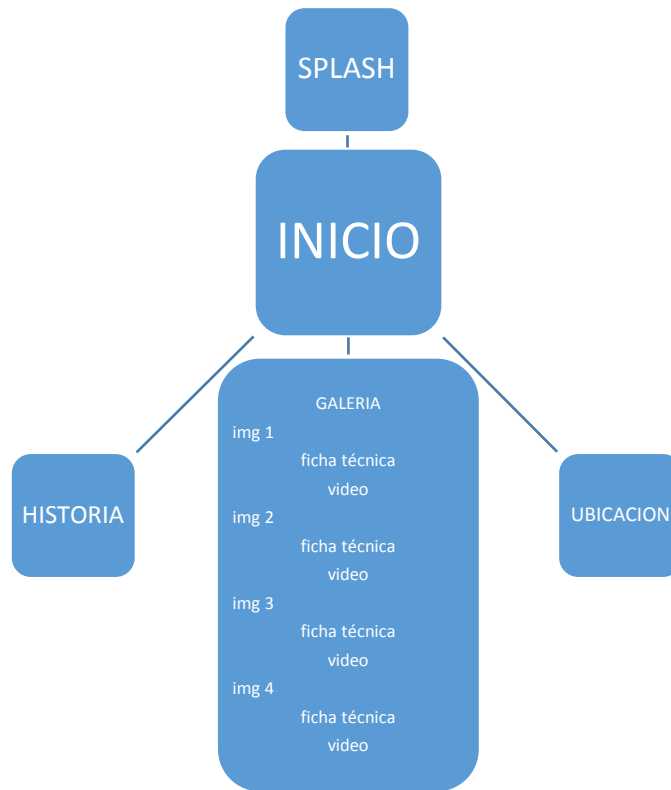 SPLASH
INICIO
HISTORIA
GALERIA
img 1
ficha técnica
video
img 2
ficha técnica
video
img 3
ficha técnica
video
img 4
ficha técnica
video
UBICACION